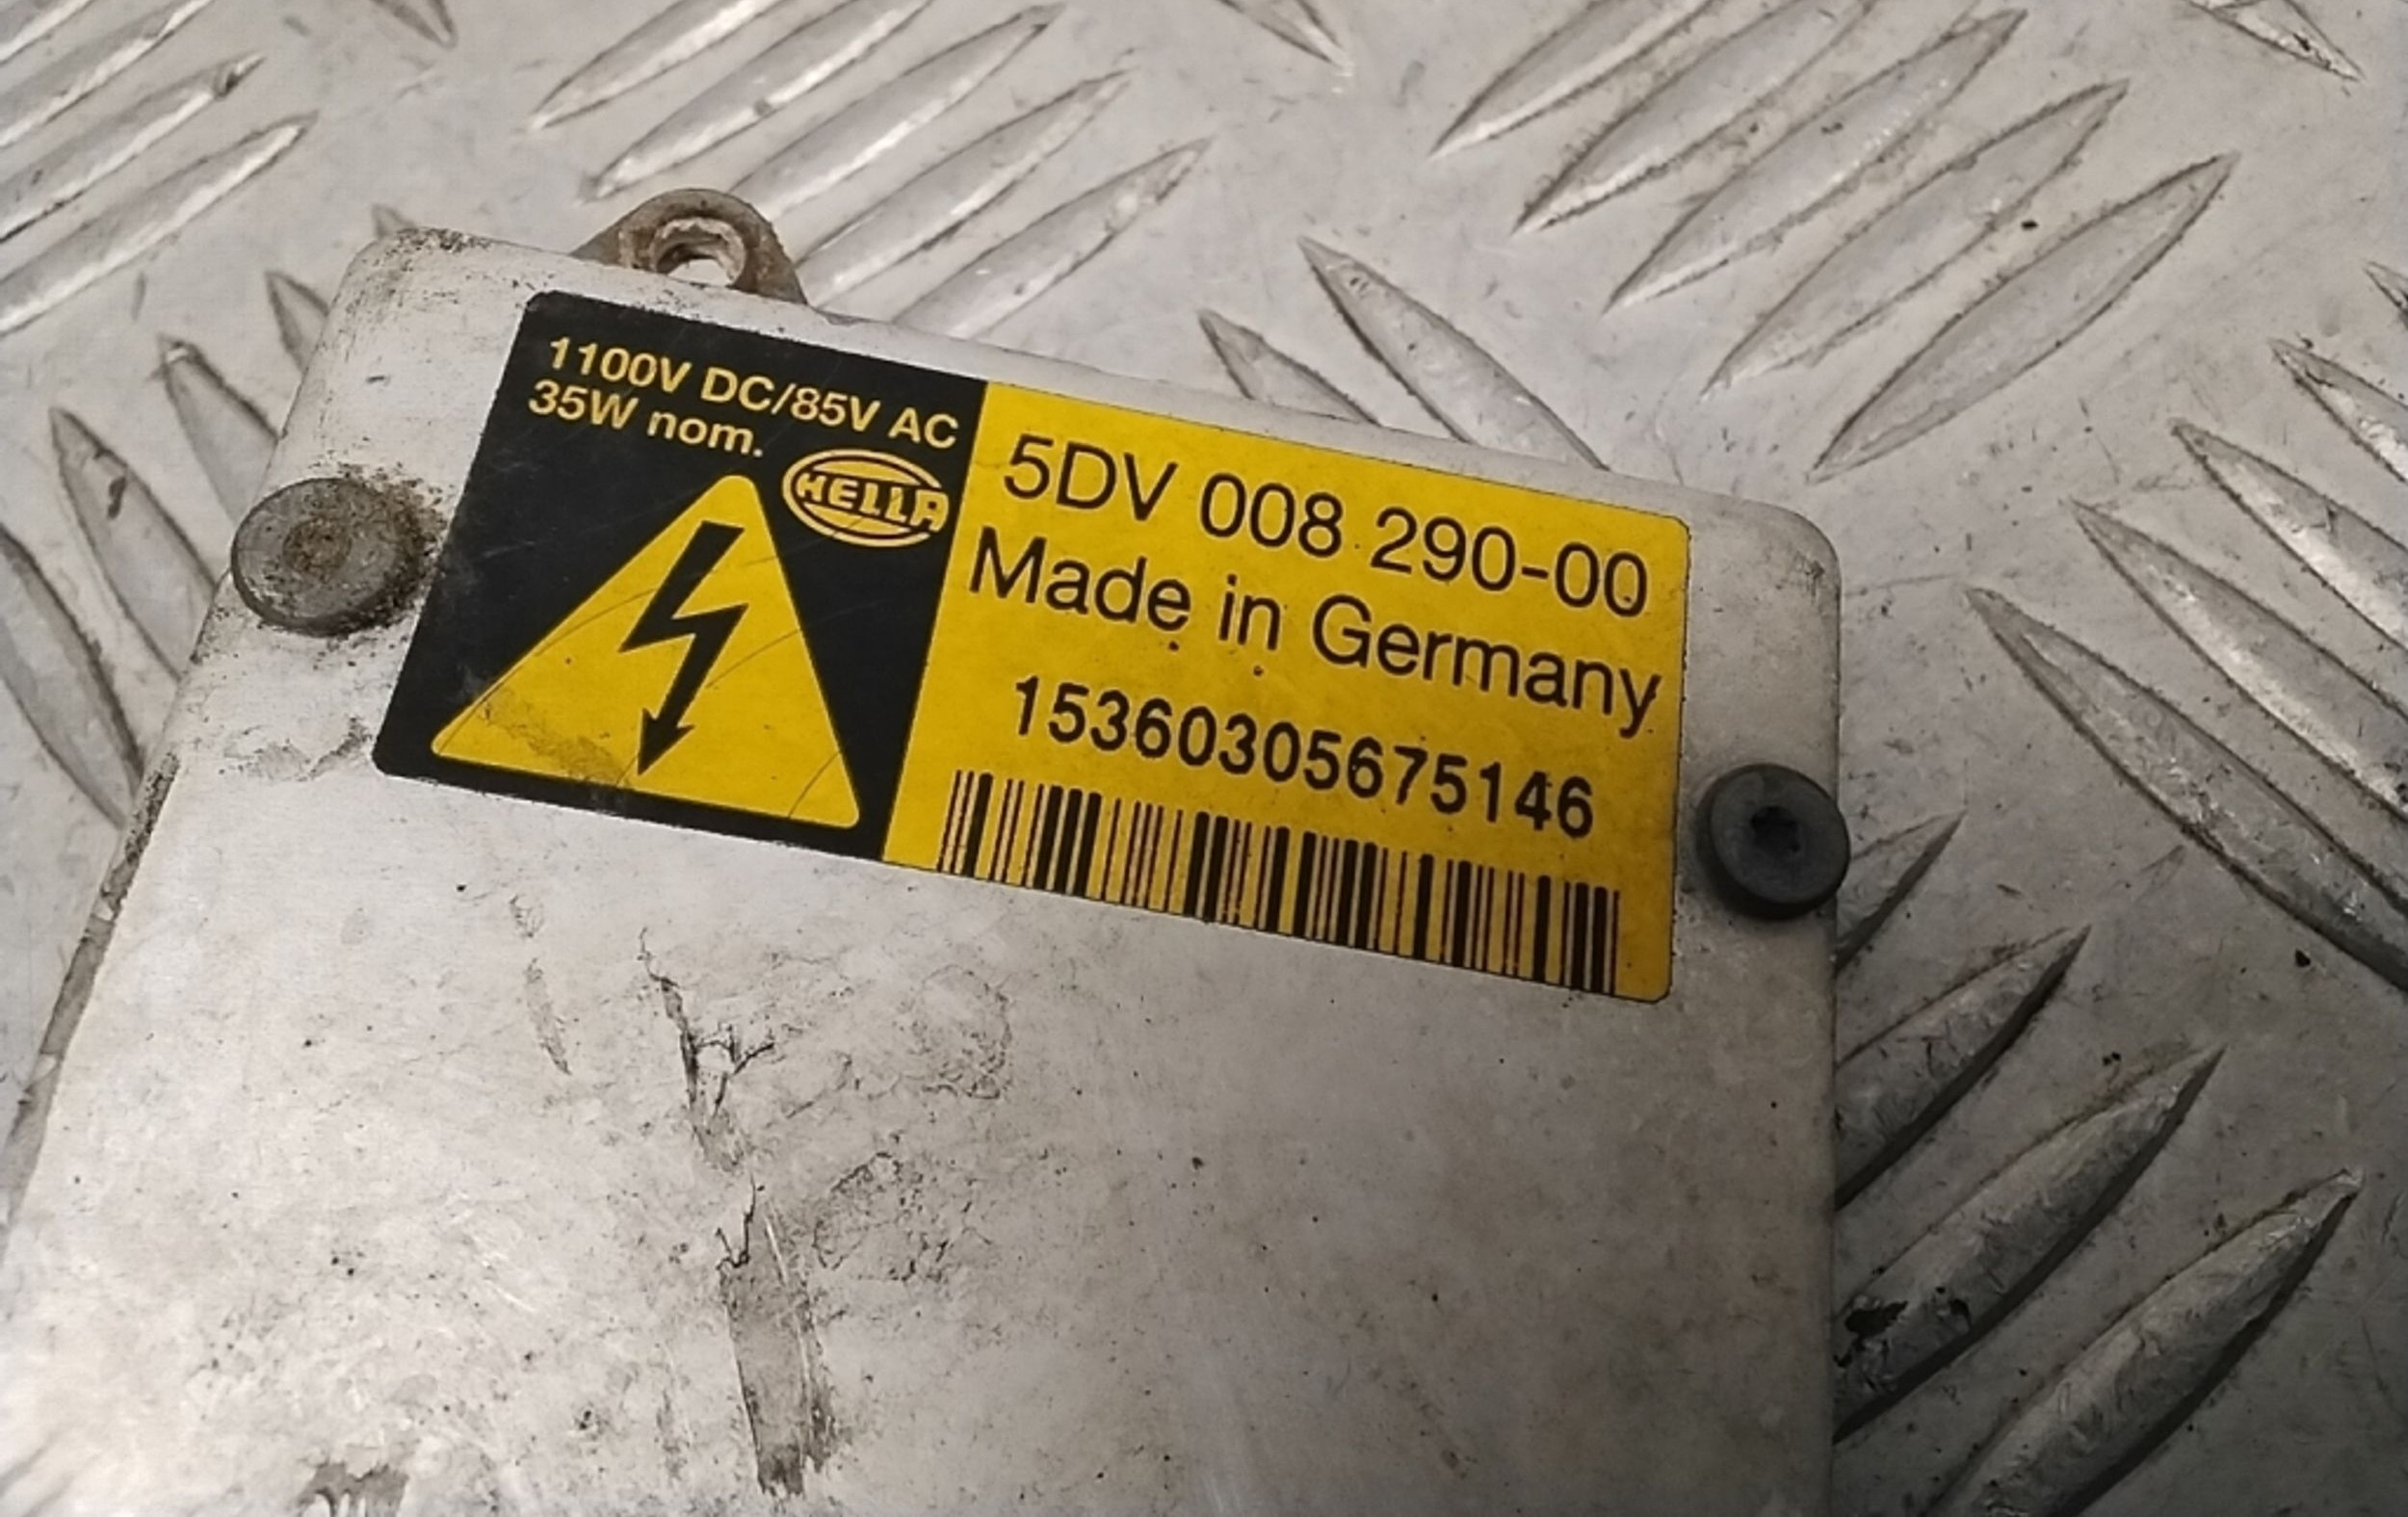 1100V DC/85V AC
35W nom.
HELLA
5DV 008 290-00
Made in Germany
15360305675146